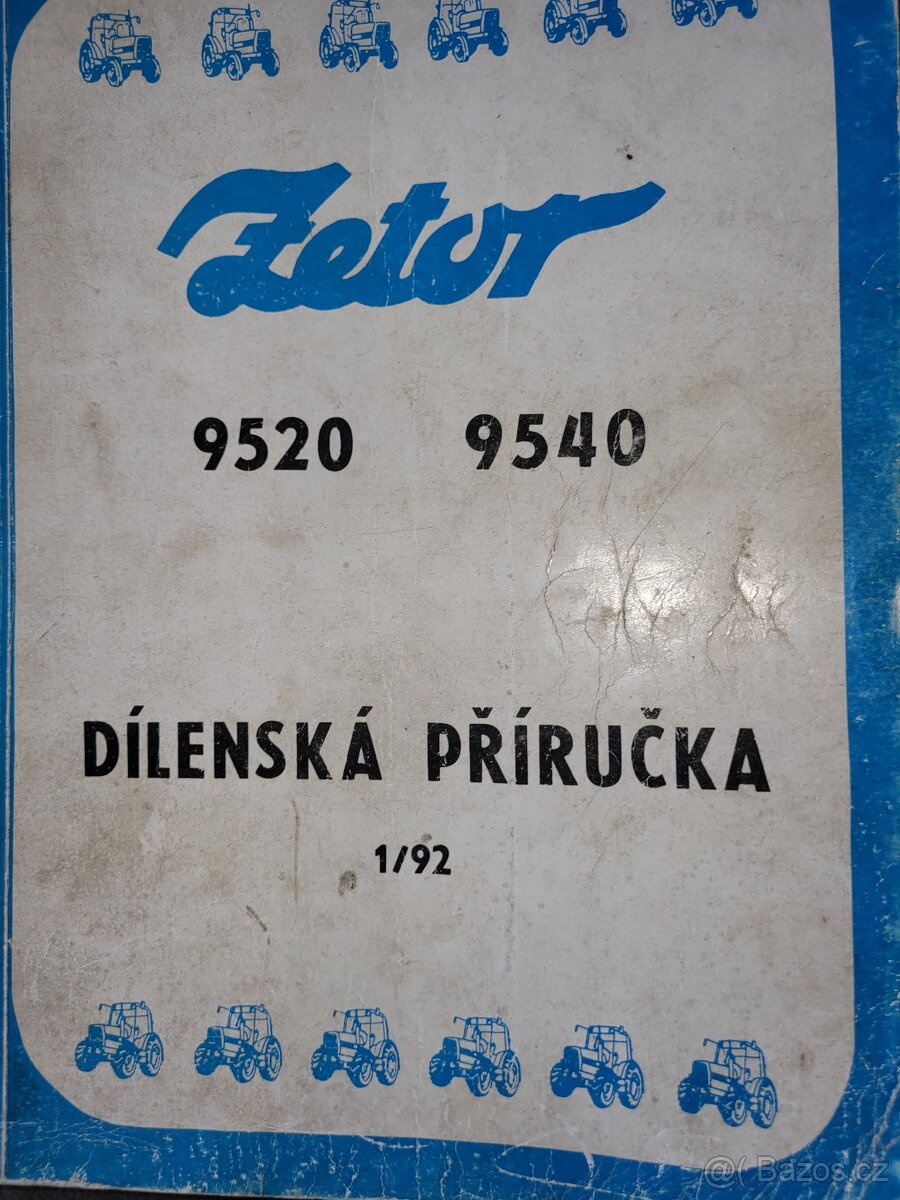 Zetor
9520 9540
DÍLENSKÁ PŘÍRUČKA
1/92
@( Bazos.cz